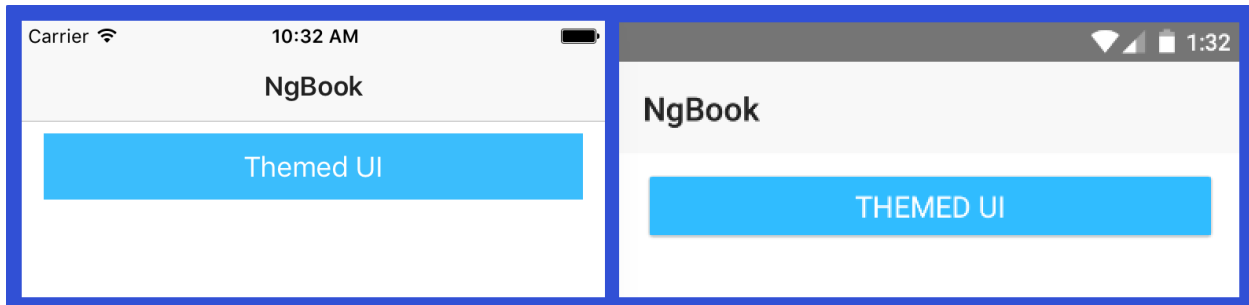 Carrier
10:32 AM
NgBook
Themed UI
1:32
NgBook
THEMED UI